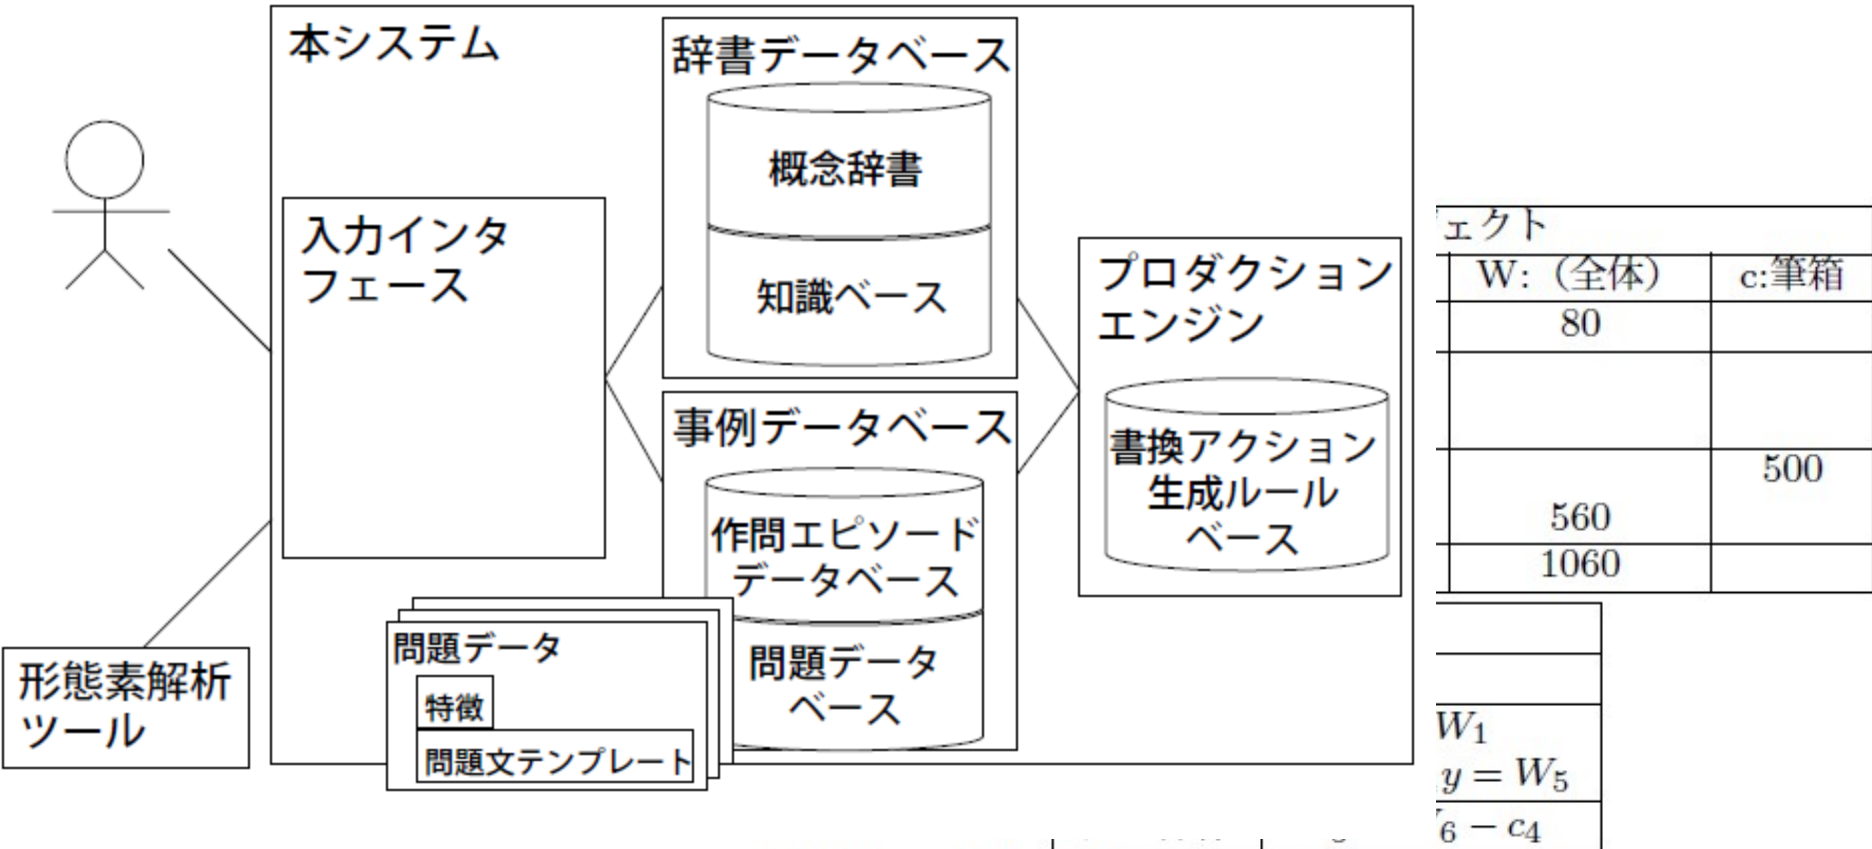 本システム
入力インタ
フェース
辞書データベース
概念辞書
知識ベース
事例データベース
作問エピソード
データベース
問題データ
ベース
プロダクション
エンジン
書換アクション
生成ルール
ベース
形態素解析
ツール
問題データ
特徴
問題文テンプレート
ェクト
W:（全体） c:筆箱
80
500
560
1060
W₁
y = W₅
₆ − c₄